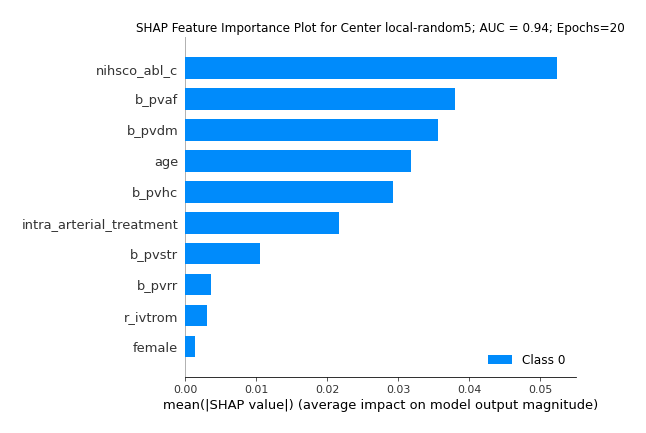 SHAP Feature Importance Plot for Center local-random5; AUC = 0.94; Epochs=20
nihsco_abl_c
b_pvaf
b_pvdm
age
b_pvhc
intra_arterial_treatment
b_pvstr
b_pvrr
r_ivtrom
female
Class 0
0.00 0.01 0.02 0.03 0.04 0.05
mean(|SHAP value|) (average impact on model output magnitude)